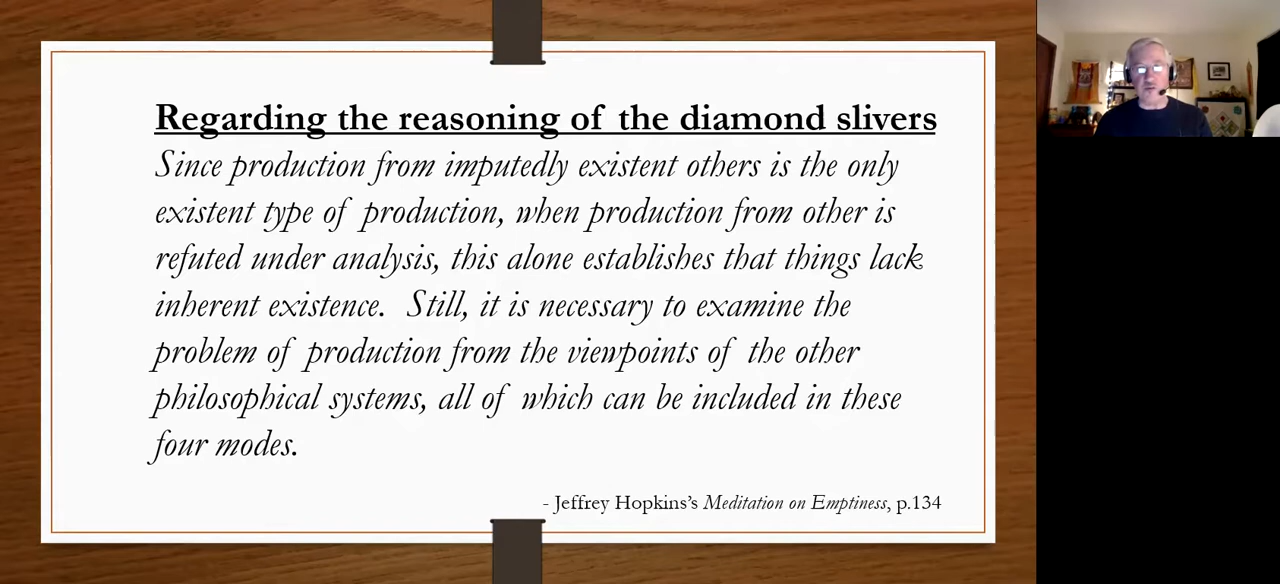 Regarding the reasoning of the diamond slivers
Since production from imputedly existent others is the only
existent type of production, when production from other is
refuted under analysis, this alone establishes that things lack
inherent existence. Still, it is necessary to examine the
problem of production from the viewpoints of the other
philosophical systems, all of which can be included in these
four modes.
- Jeffrey Hopkins’s Meditation on Emptiness, p.134